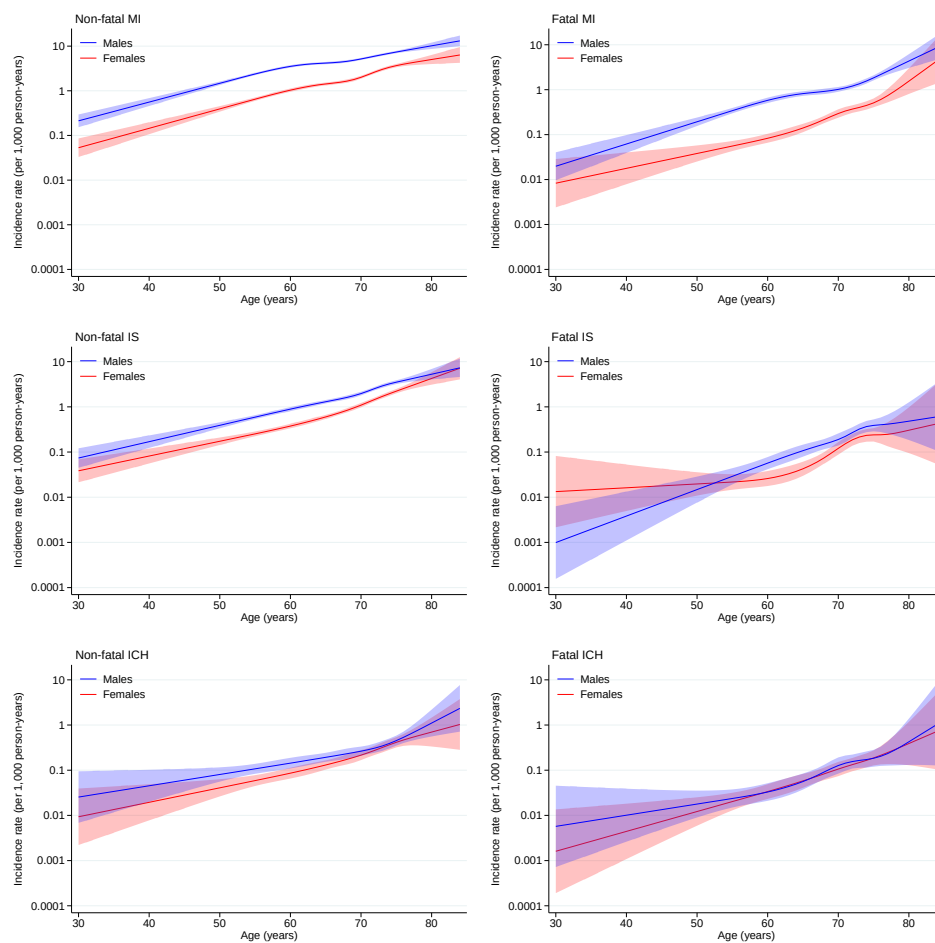 Non-fatal MI
Males
Females
Incidence rate (per 1,000 person-years)
10
1
0.1
0.01
0.001
0.0001
30 40 50 60 70 80
Age (years)
Fatal MI
Males
Females
Incidence rate (per 1,000 person-years)
10
1
0.1
0.01
0.001
0.0001
30 40 50 60 70 80
Age (years)
Non-fatal IS
Males
Females
Incidence rate (per 1,000 person-years)
10
1
0.1
0.01
0.001
0.0001
30 40 50 60 70 80
Age (years)
Fatal IS
Males
Females
Incidence rate (per 1,000 person-years)
10
1
0.1
0.01
0.001
0.0001
30 40 50 60 70 80
Age (years)
Non-fatal ICH
Males
Females
Incidence rate (per 1,000 person-years)
10
1
0.1
0.01
0.001
0.0001
30 40 50 60 70 80
Age (years)
Fatal ICH
Males
Females
Incidence rate (per 1,000 person-years)
10
1
0.1
0.01
0.001
0.0001
30 40 50 60 70 80
Age (years)